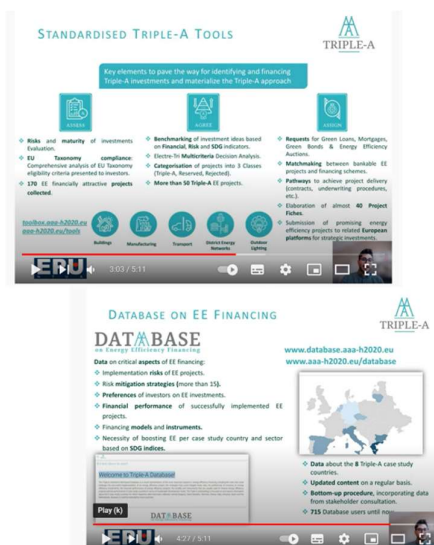 STANDARDISED TRIPLE-A TOOLS
TRIPLE-A
Key elements to pave the way for identifying and financing
Triple-A investments and materialize the Triple-A approach
ASSESS
Risks and maturity of investments
Evaluation.
EU Taxonomy compliance:
Comprehensive analysis of EU Taxonomy
eligibility criteria presented to investors.
170 EE financially attractive projects
collected.
toolbox.aaa-h2020.eu
aaa-h2020.eu/tools
AGREE
Benchmarking of investment ideas based
on Financial, Risk and SDG indicators.
Electre-Tri Multicriteria Decision Analysis.
Categorisation of projects into 3 Classes
(Triple-A, Reserved, Rejected).
More than 50 Triple-A EE projects.
ASSIGN
Requests for Green Loans, Mortgages,
Green Bonds & Energy Efficiency
Auctions.
Matchmaking between bankable EE
projects and financing schemes.
Pathways to achieve project delivery
(contracts, underwriting procedures,
etc.).
Elaboration of almost 40 Project
Fiches.
Submission of promising energy
efficiency projects to related European
platforms for strategic investments.
Buildings
Manufacturing
Transport
District Energy
Networks
Outdoor
Lighting
EPU
3:03 / 5:11
DATABASE ON EE FINANCING
TRIPLE-A
DATABASE
on Energy Efficiency Financing
Data on critical aspects of EE financing:
Implementation risks of EE projects.
Risk mitigation strategies (more than 15).
Preferences of investors on EE investments.
Financial performance of successfully implemented EE
projects.
Financing models and instruments.
Necessity of boosting EE per case study country and sector
based on SDG indices.
www.database.aaa-h2020.eu
www.aaa-h2020.eu/database
Data about the 8 Triple-A case study
countries.
Updated content on a regular basis.
Bottom-up procedure, incorporating data
from stakeholder consultation.
715 Database users until now
Welcome to Triple-A Database!
DATABASE
Play (k)
EPU
4:27 / 5:11